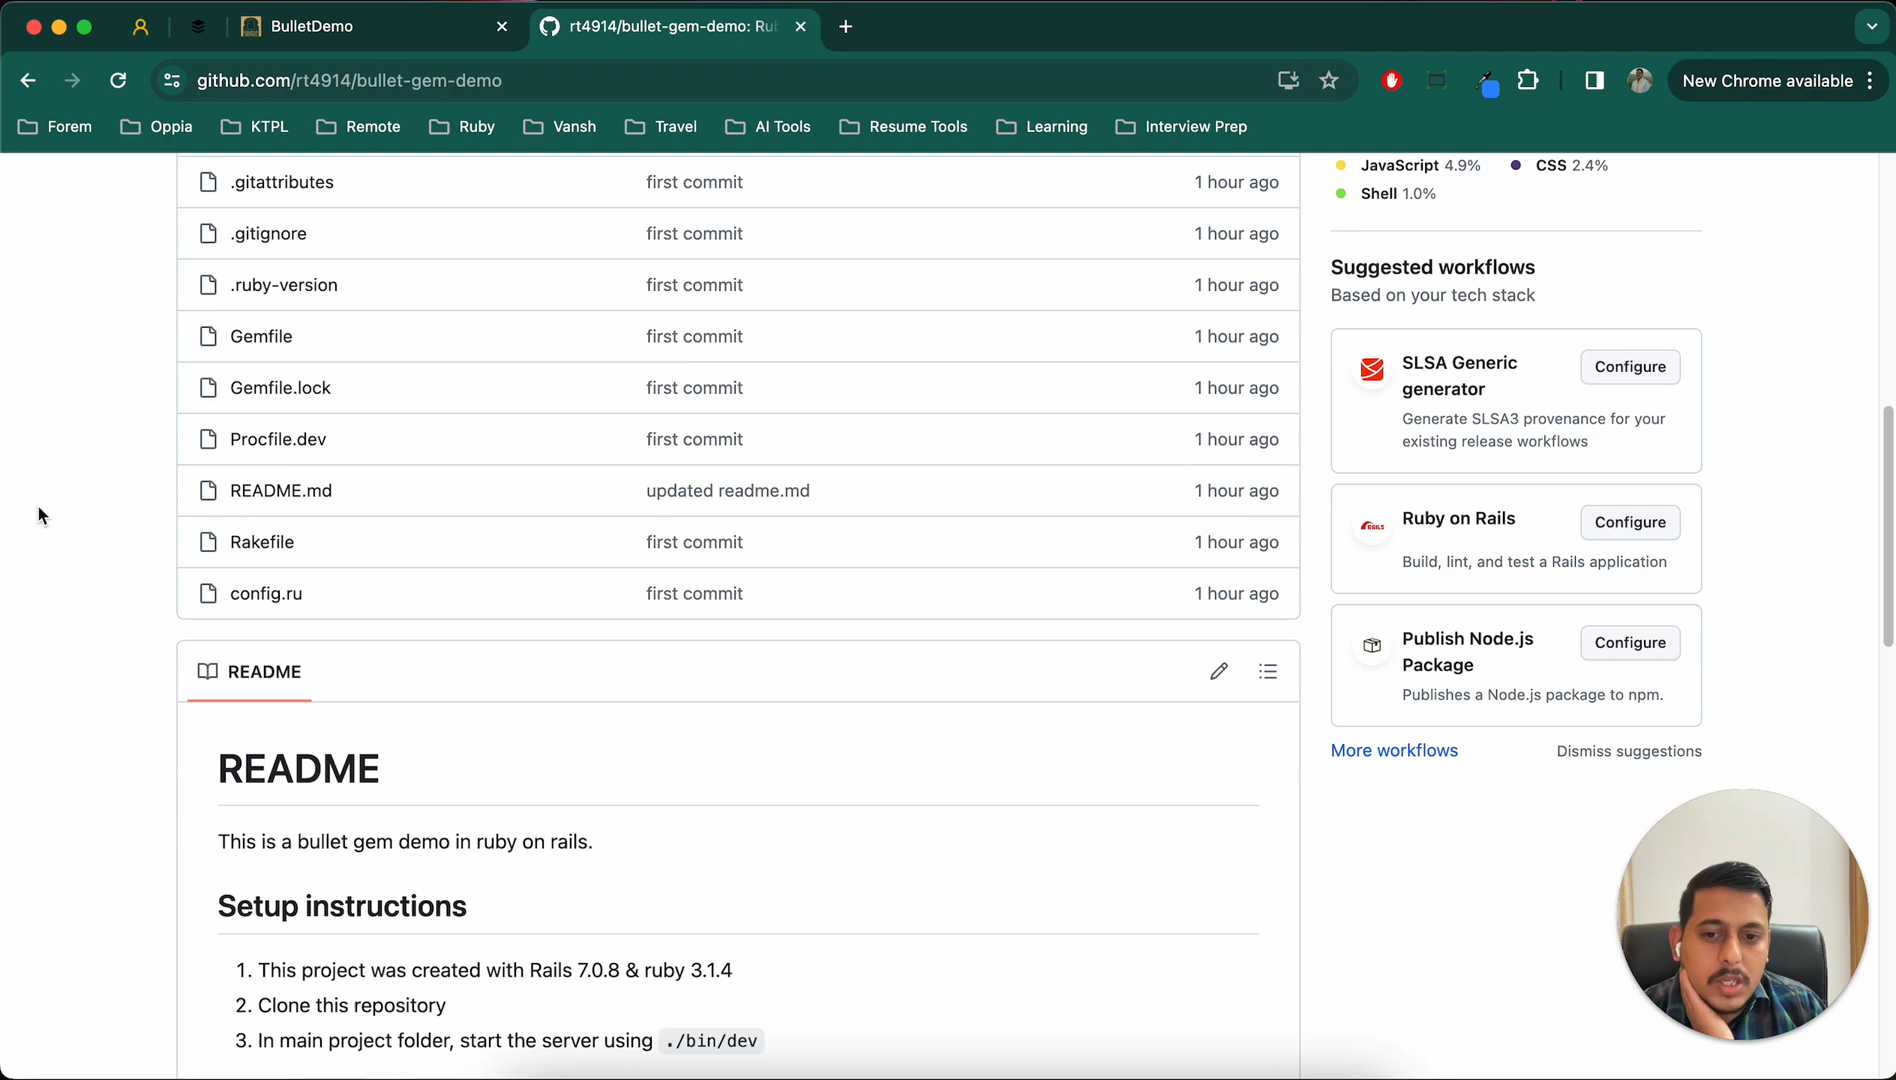 BulletDemo
rt4914/bullet-gem-demo: Ru
github.com/rt4914/bullet-gem-demo
New Chrome available
Forem
Oppia
KTPL
Remote
Ruby
Vansh
Travel
AI Tools
Resume Tools
Learning
Interview Prep
.gitattributes first commit 1 hour ago
.gitignore first commit 1 hour ago
.ruby-version first commit 1 hour ago
Gemfile first commit 1 hour ago
Gemfile.lock first commit 1 hour ago
Procfile.dev first commit 1 hour ago
README.md updated readme.md 1 hour ago
Rakefile first commit 1 hour ago
config.ru first commit 1 hour ago
README
README
This is a bullet gem demo in ruby on rails.
Setup instructions
1. This project was created with Rails 7.0.8 & ruby 3.1.4
2. Clone this repository
3. In main project folder, start the server using ./bin/dev
JavaScript 4.9% CSS 2.4%
Shell 1.0%
Suggested workflows
Based on your tech stack
SLSA Generic
generator
Configure
Generate SLSA3 provenance for your
existing release workflows
RAILS
Ruby on Rails
Configure
Build, lint, and test a Rails application
Publish Node.js
Package
Configure
Publishes a Node.js package to npm.
More workflows Dismiss suggestions